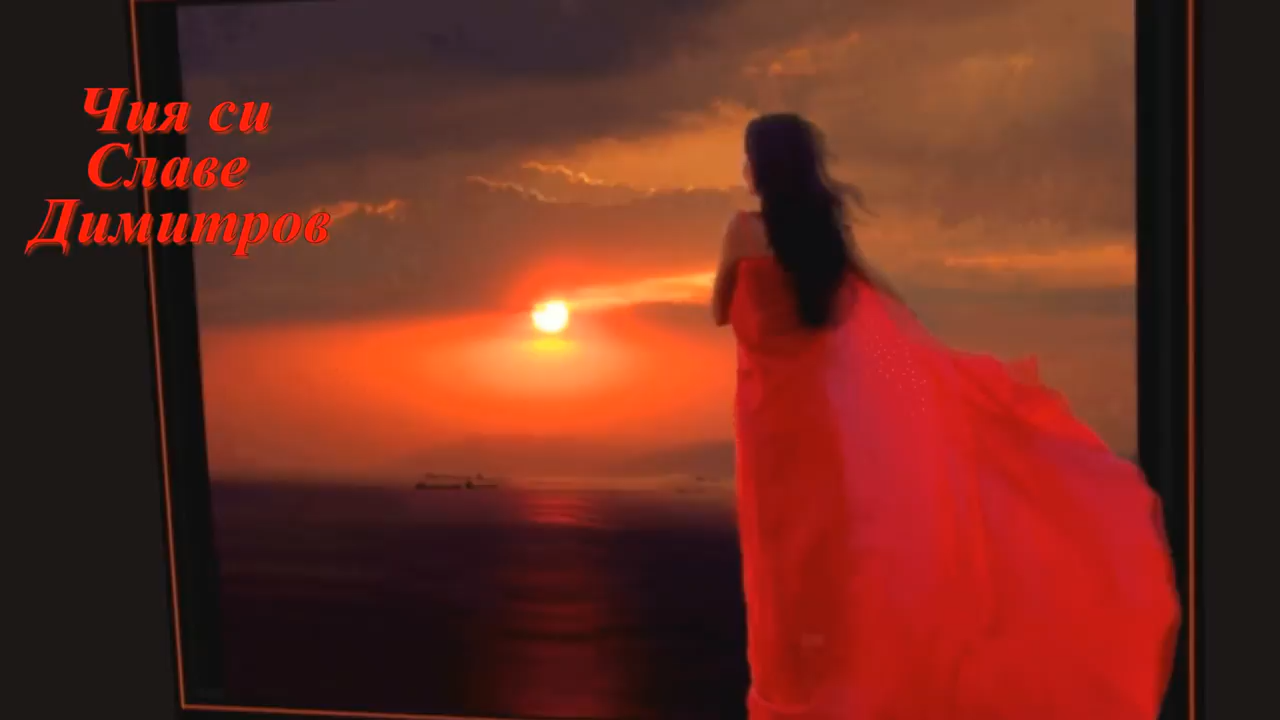 Чия си
Славе
Димитров